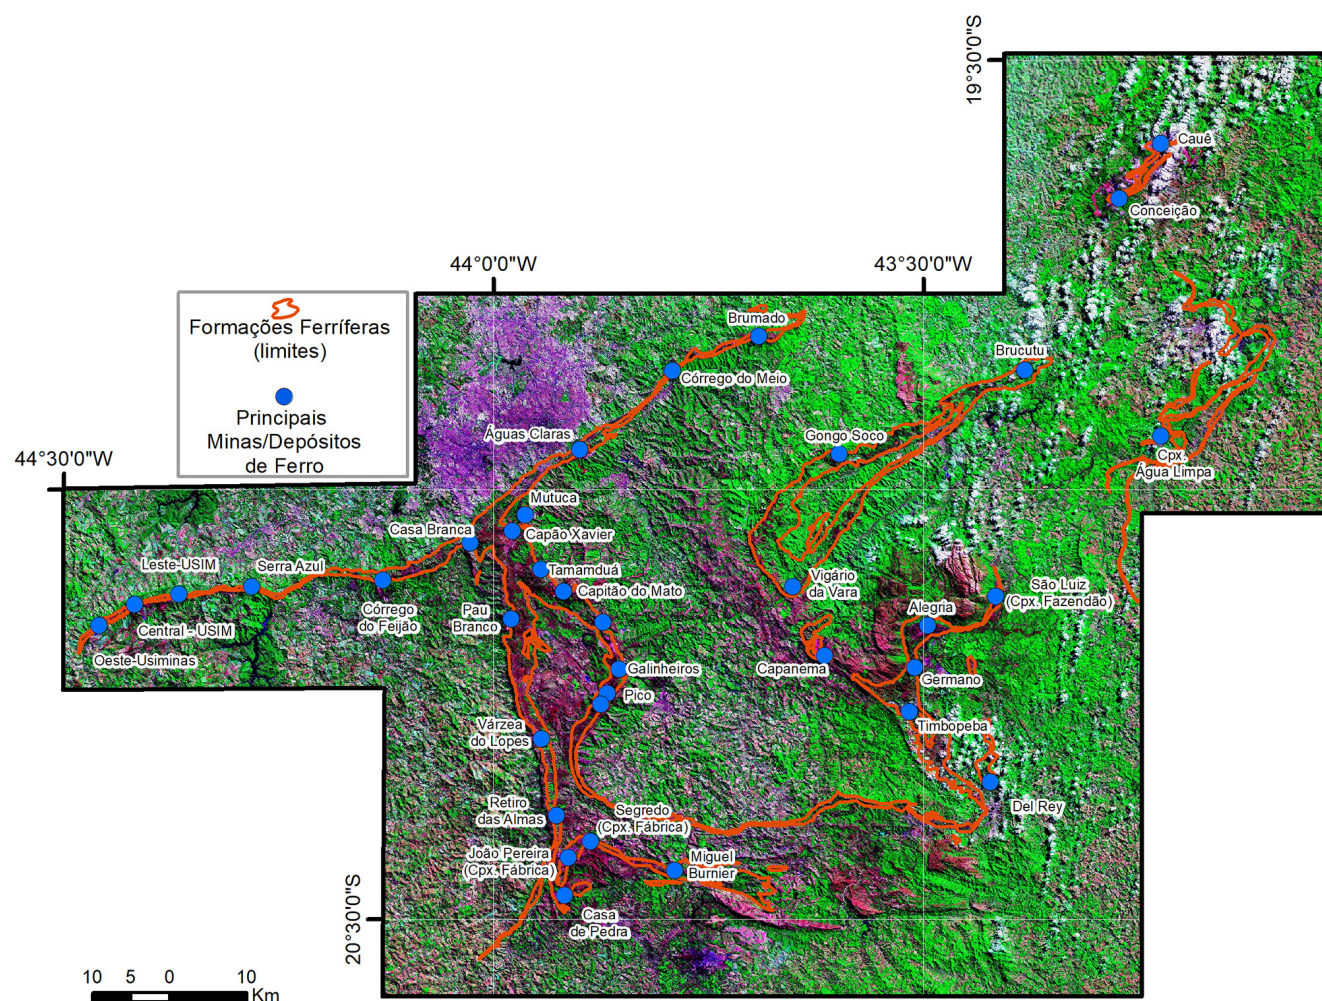 19°30'0"S
Cauê
Conceição
44°0'0"W
43°30'0"W
Formações Ferríferas
(limites)
Principais
Minas/Depósitos
de Ferro
Brumado
Córrego do Meio
Brucutu
Águas Claras
Gongo Soco
Cpx.
Água Limpa
44°30'0"W
Mutuca
Casa Branca
Capão Xavier
Leste-USIM
Serra Azul
Tamamduá
Capitão do Mato
Vigário
da Vara
São Luiz
(Cpx. Fazendão)
Alegria
Córrego
do Feijão
Pau
Branco
Central - USIM
Oeste-Usiminas
Galinheiros
Capanema
Germano
Pico
Várzea
do Lopes
Timbopeba
Retiro
das Almas
Segredo
(Cpx. Fábrica)
Del Rey
João Pereira
(Cpx. Fábrica)
Miguel
Burnier
Casa
de Pedra
20°30'0"S
10 5 0 10
Km